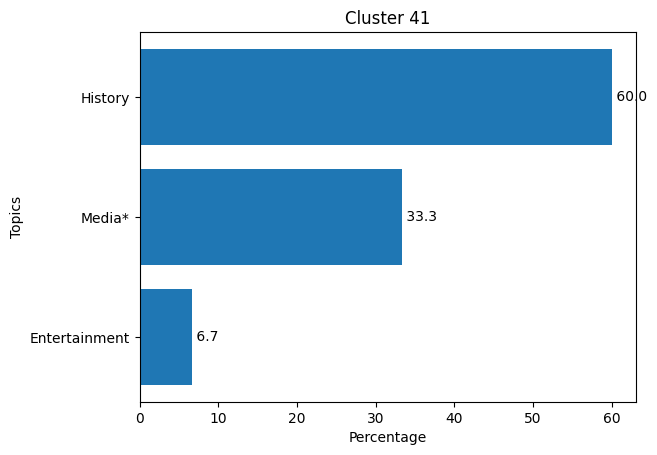 Cluster 41
Topics
History
60.0
Media*
33.3
Entertainment
6.7
0 10 20 30 40 50 60
Percentage